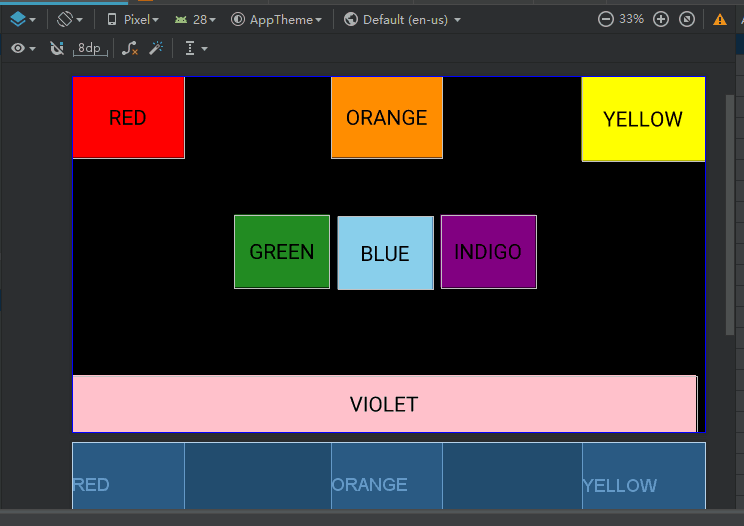 Pixel 28 AppTheme Default (en-us) 33%
8dp
RED ORANGE YELLOW
GREEN BLUE INDIGO
VIOLET
RED ORANGE YELLOW